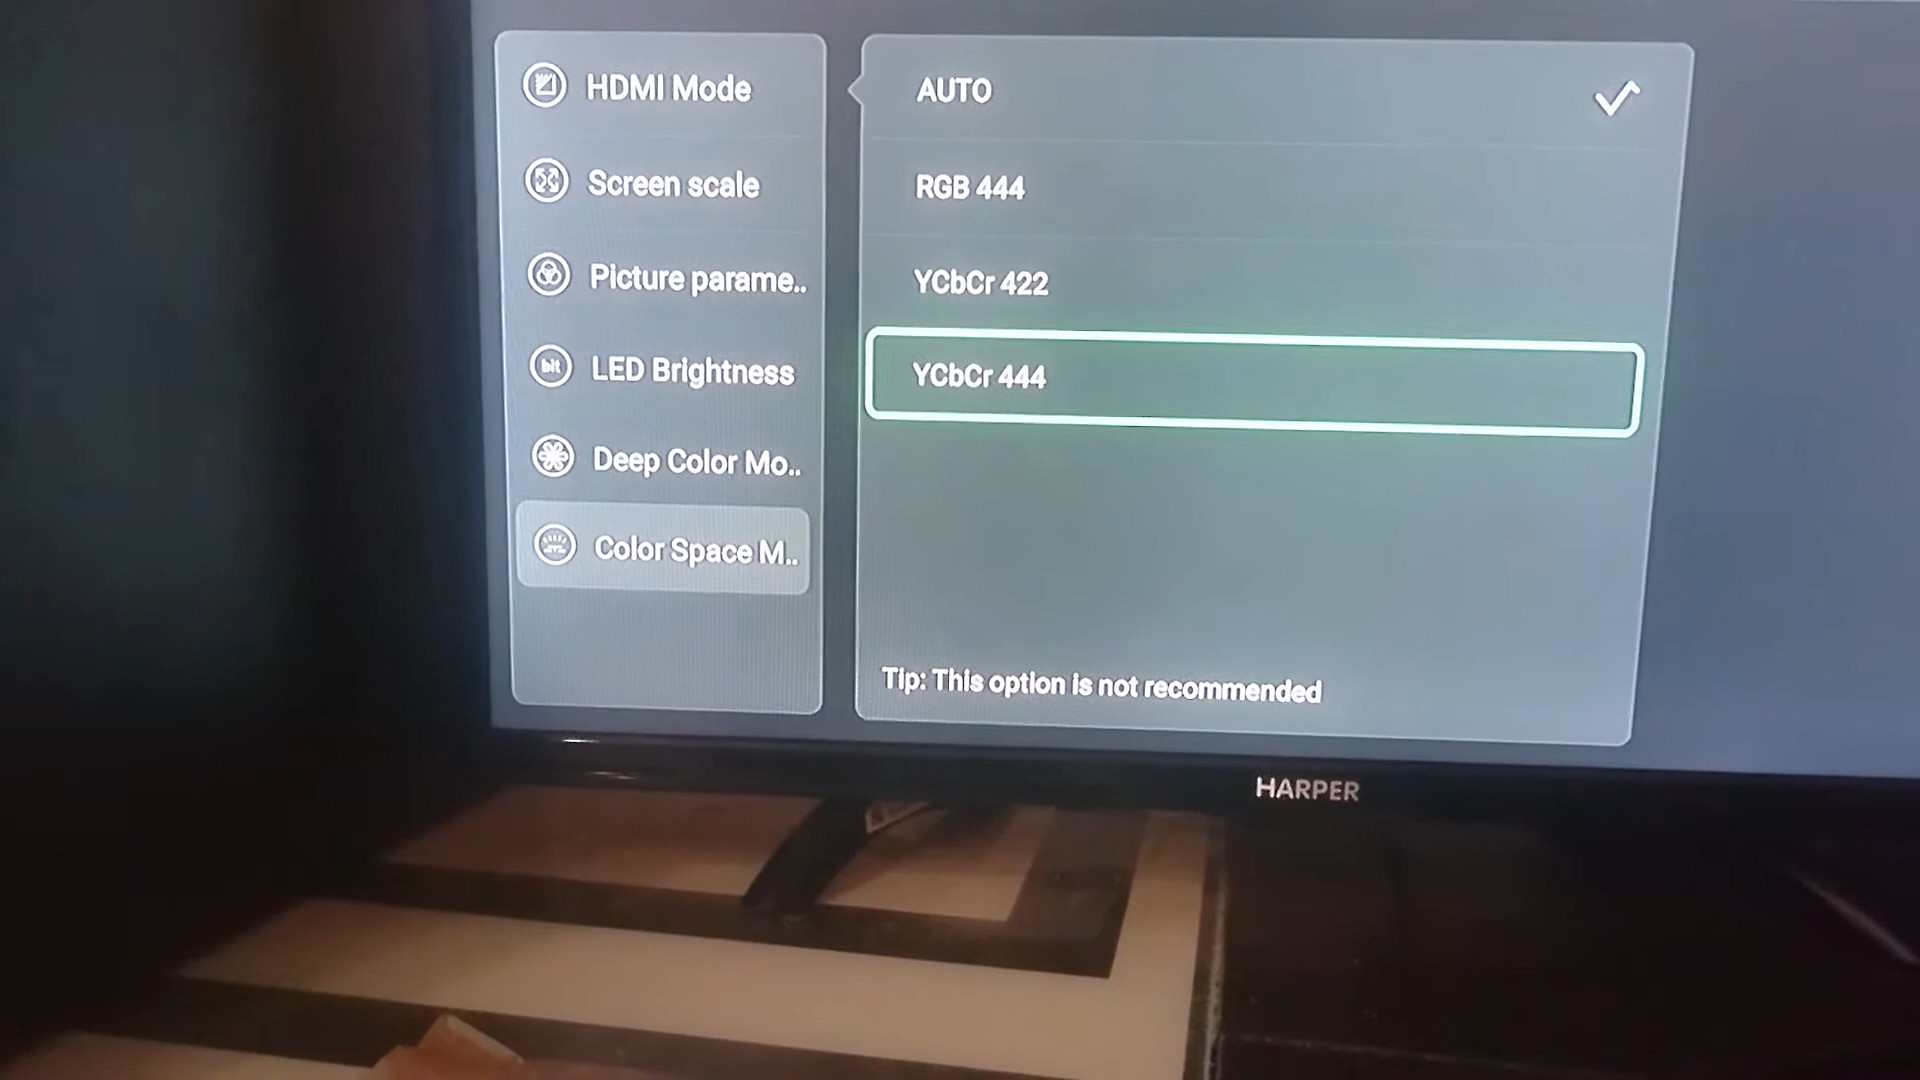 HDMI Mode
Screen scale
Picture parame..
bit
LED Brightness
Deep Color Mo..
Color Space M..
AUTO
RGB 444
YCbCr 422
YCbCr 444
Tip: This option is not recommended
HARPER